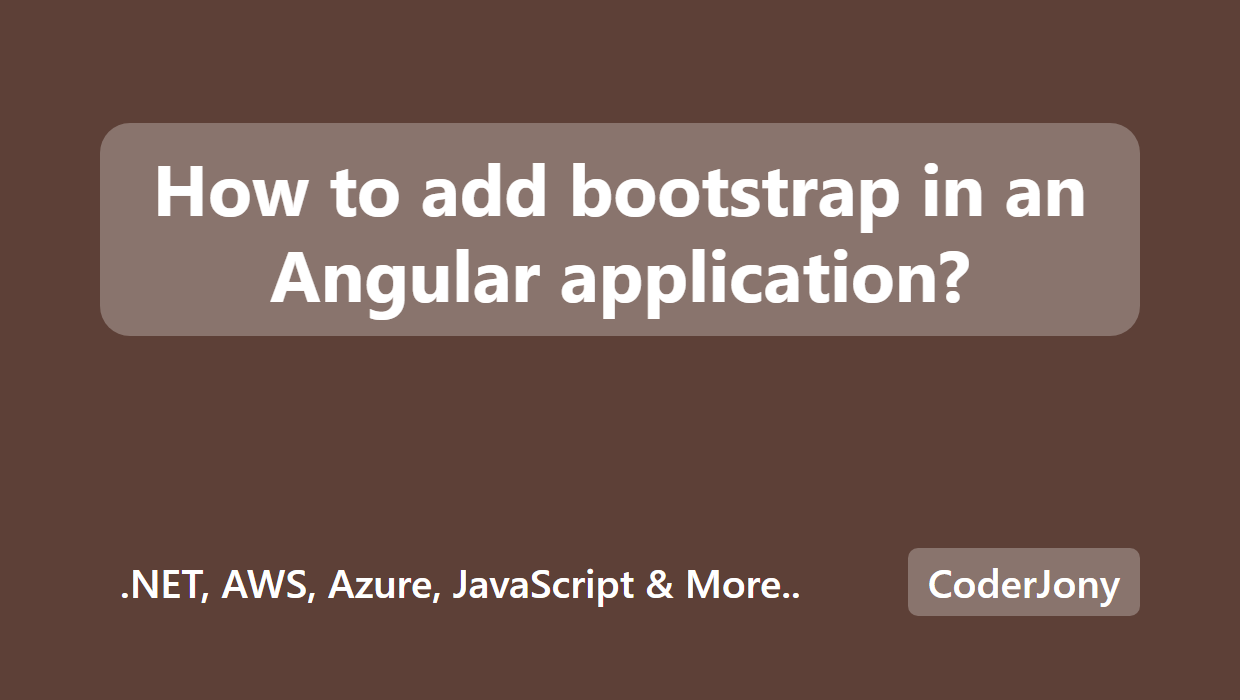 How to add bootstrap in an
Angular application?
.NET, AWS, Azure, JavaScript & More..
CoderJony